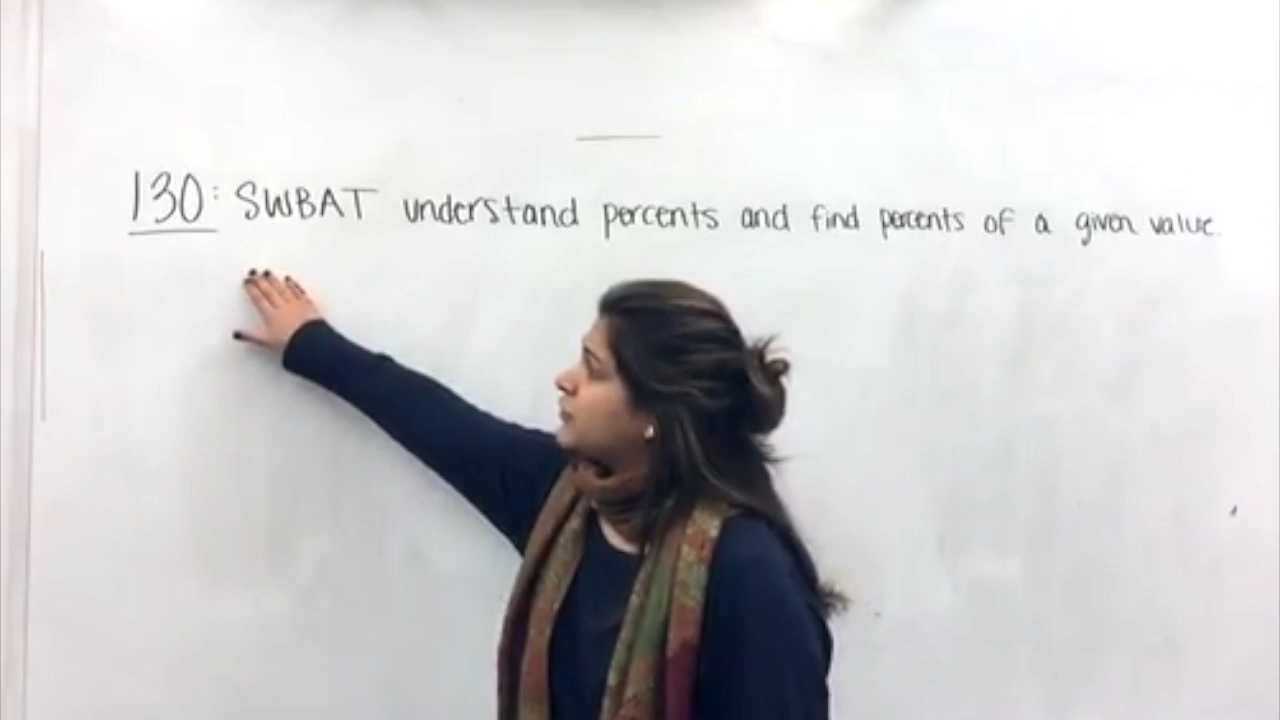 130: SWBAT understand percents and find percents of a given value.